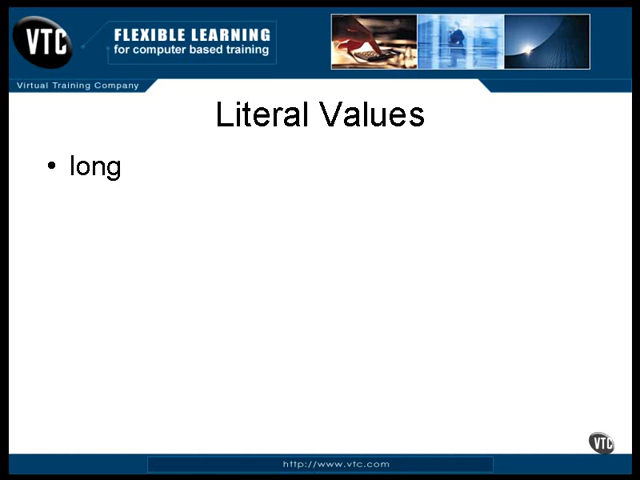 VTC
FLEXIBLE LEARNING
for computer based training
Virtual Training Company
Literal Values
• long
VTC
http://www.vtc.com